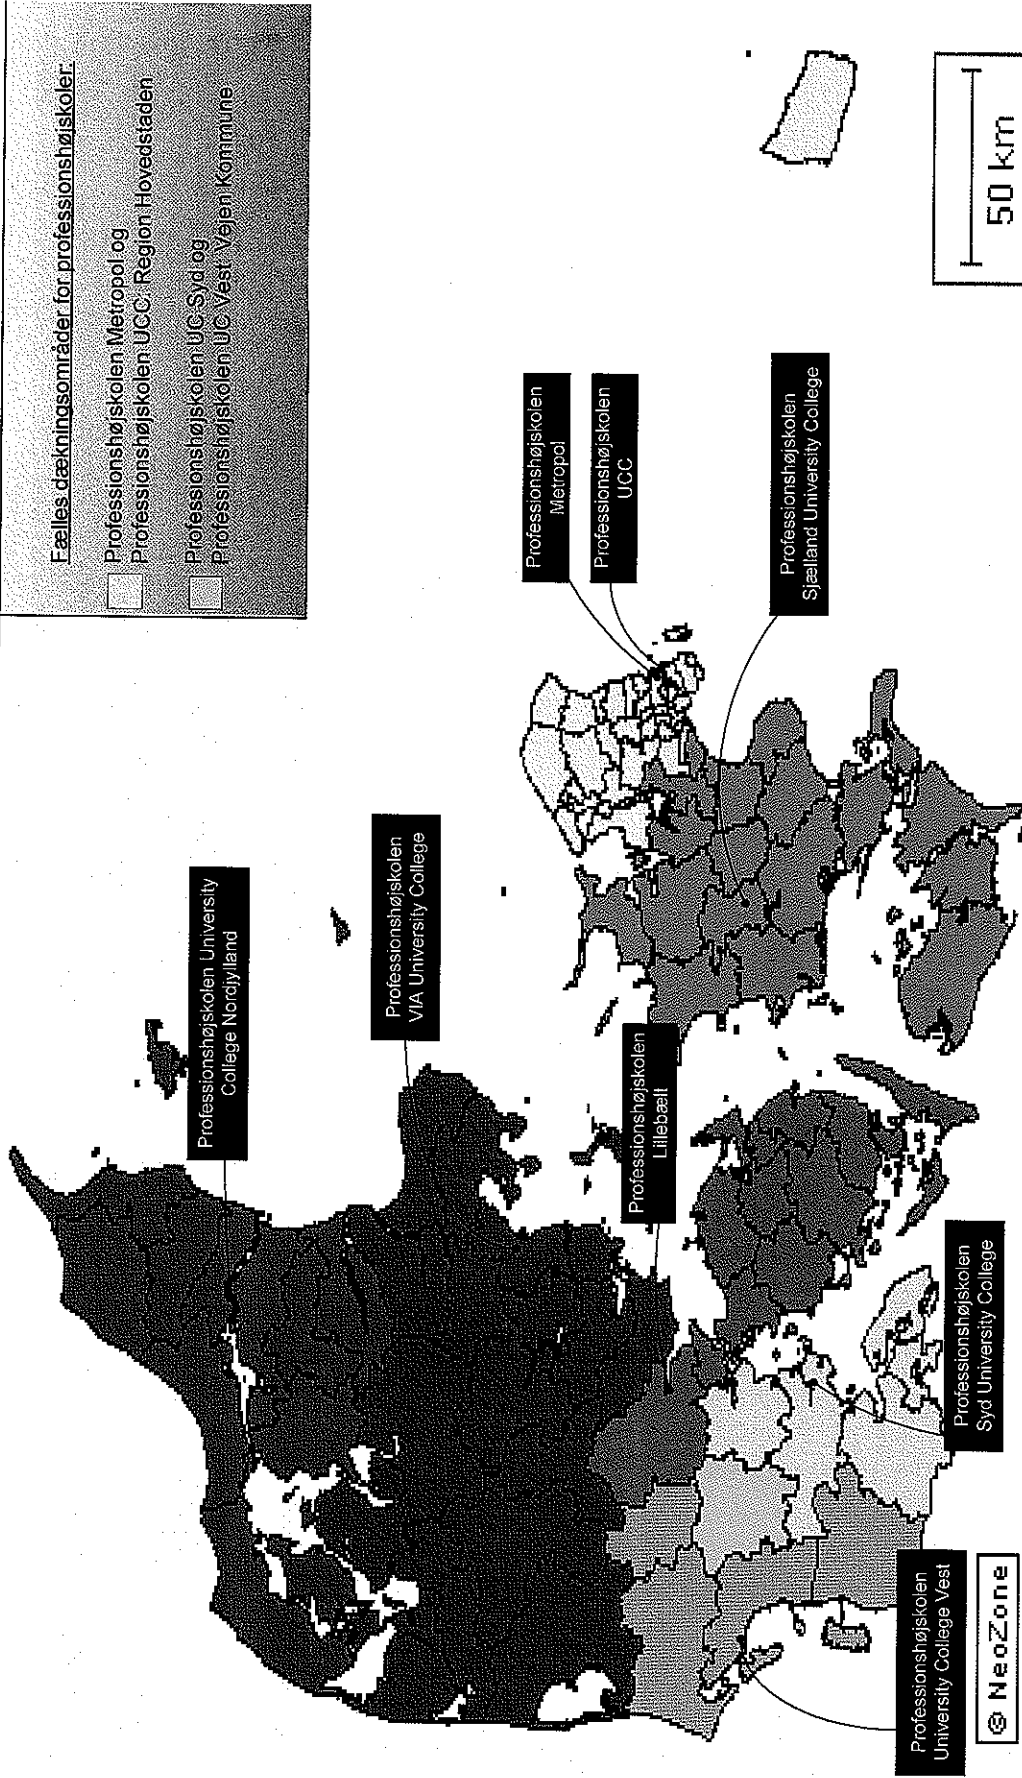 Fælles dækningsområder for professionshøjskoler:
Professionshøjskolen Metropol og
Professionshøjskolen UCC: Region Hovedstaden
Professionshøjskolen UC Syd og
Professionshøjskolen UC Vest: Vejen Kommune
Professionshøjskolen University
College Nordjylland
Professionshøjskolen
VIA University College
Professionshøjskolen
Metropol
Professionshøjskolen
UCC
Professionshøjskolen
Lillebælt
Professionshøjskolen
Sjælland University College
Professionshøjskolen
Syd University College
Professionshøjskolen
University College Vest
© NeoZone
50 km